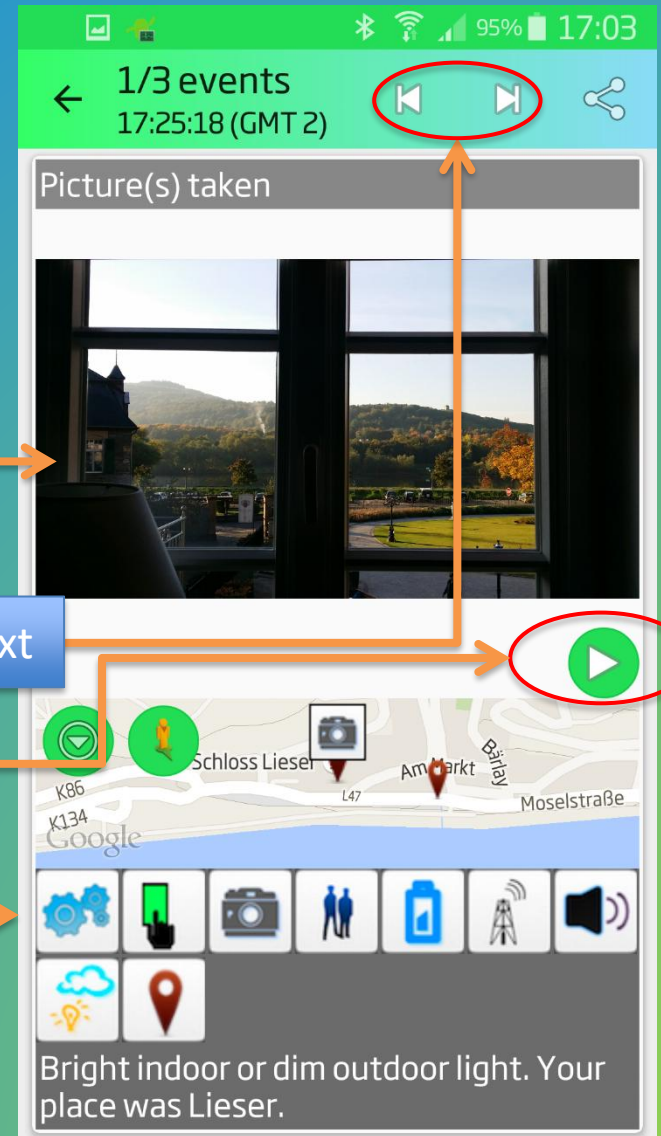 95% 17:03
1/3 events
17:25:18 (GMT 2)
Picture(s) taken
xt
Schloss Lieser
Am Markt
Bärlay
K86
L47
Moselstraße
K134
Google
Bright indoor or dim outdoor light. Your
place was Lieser.